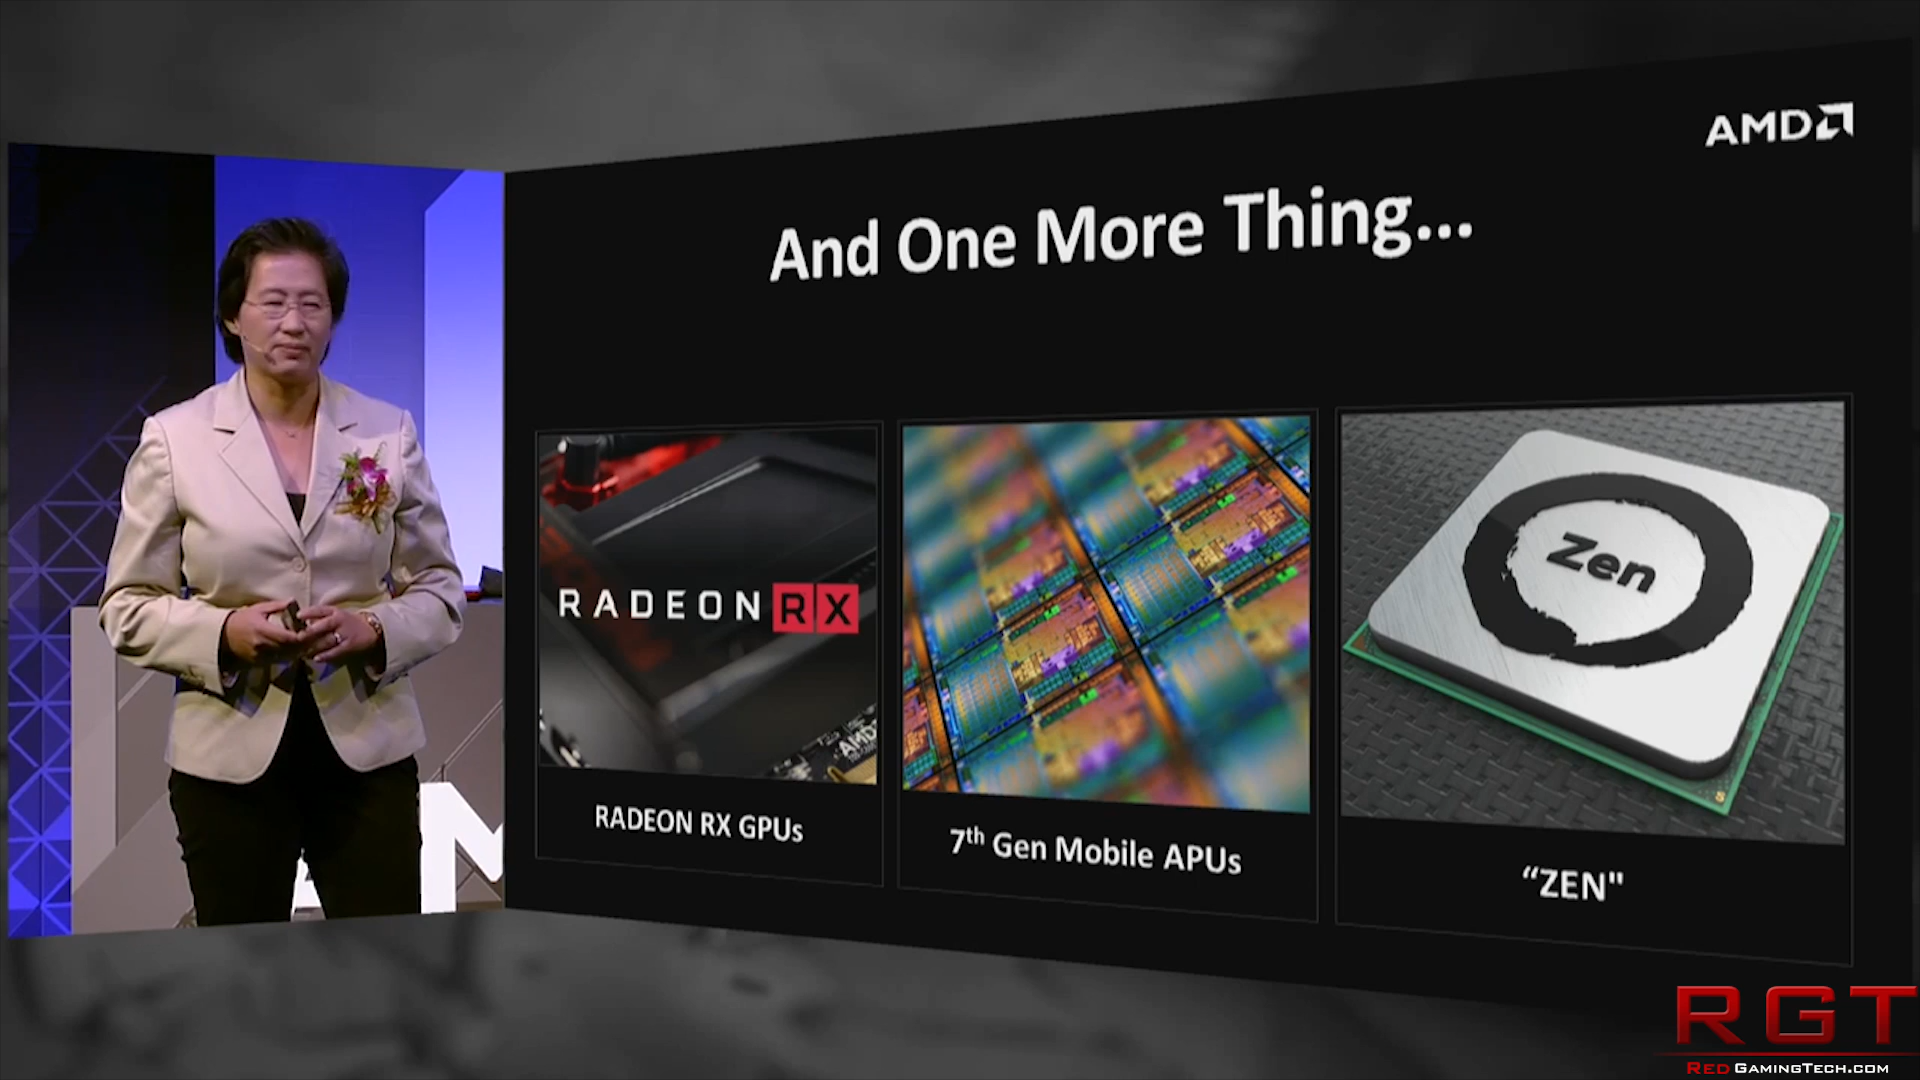 AMD
And One More Thing...
RADEON RX
AMD
Zen
RADEON RX GPUs
7th Gen Mobile APUs
“ZEN"
RGT
REDGAMINGTECH.COM